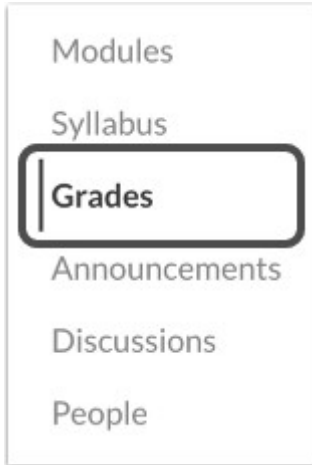 Modules
Syllabus
Grades
Announcements
Discussions
People